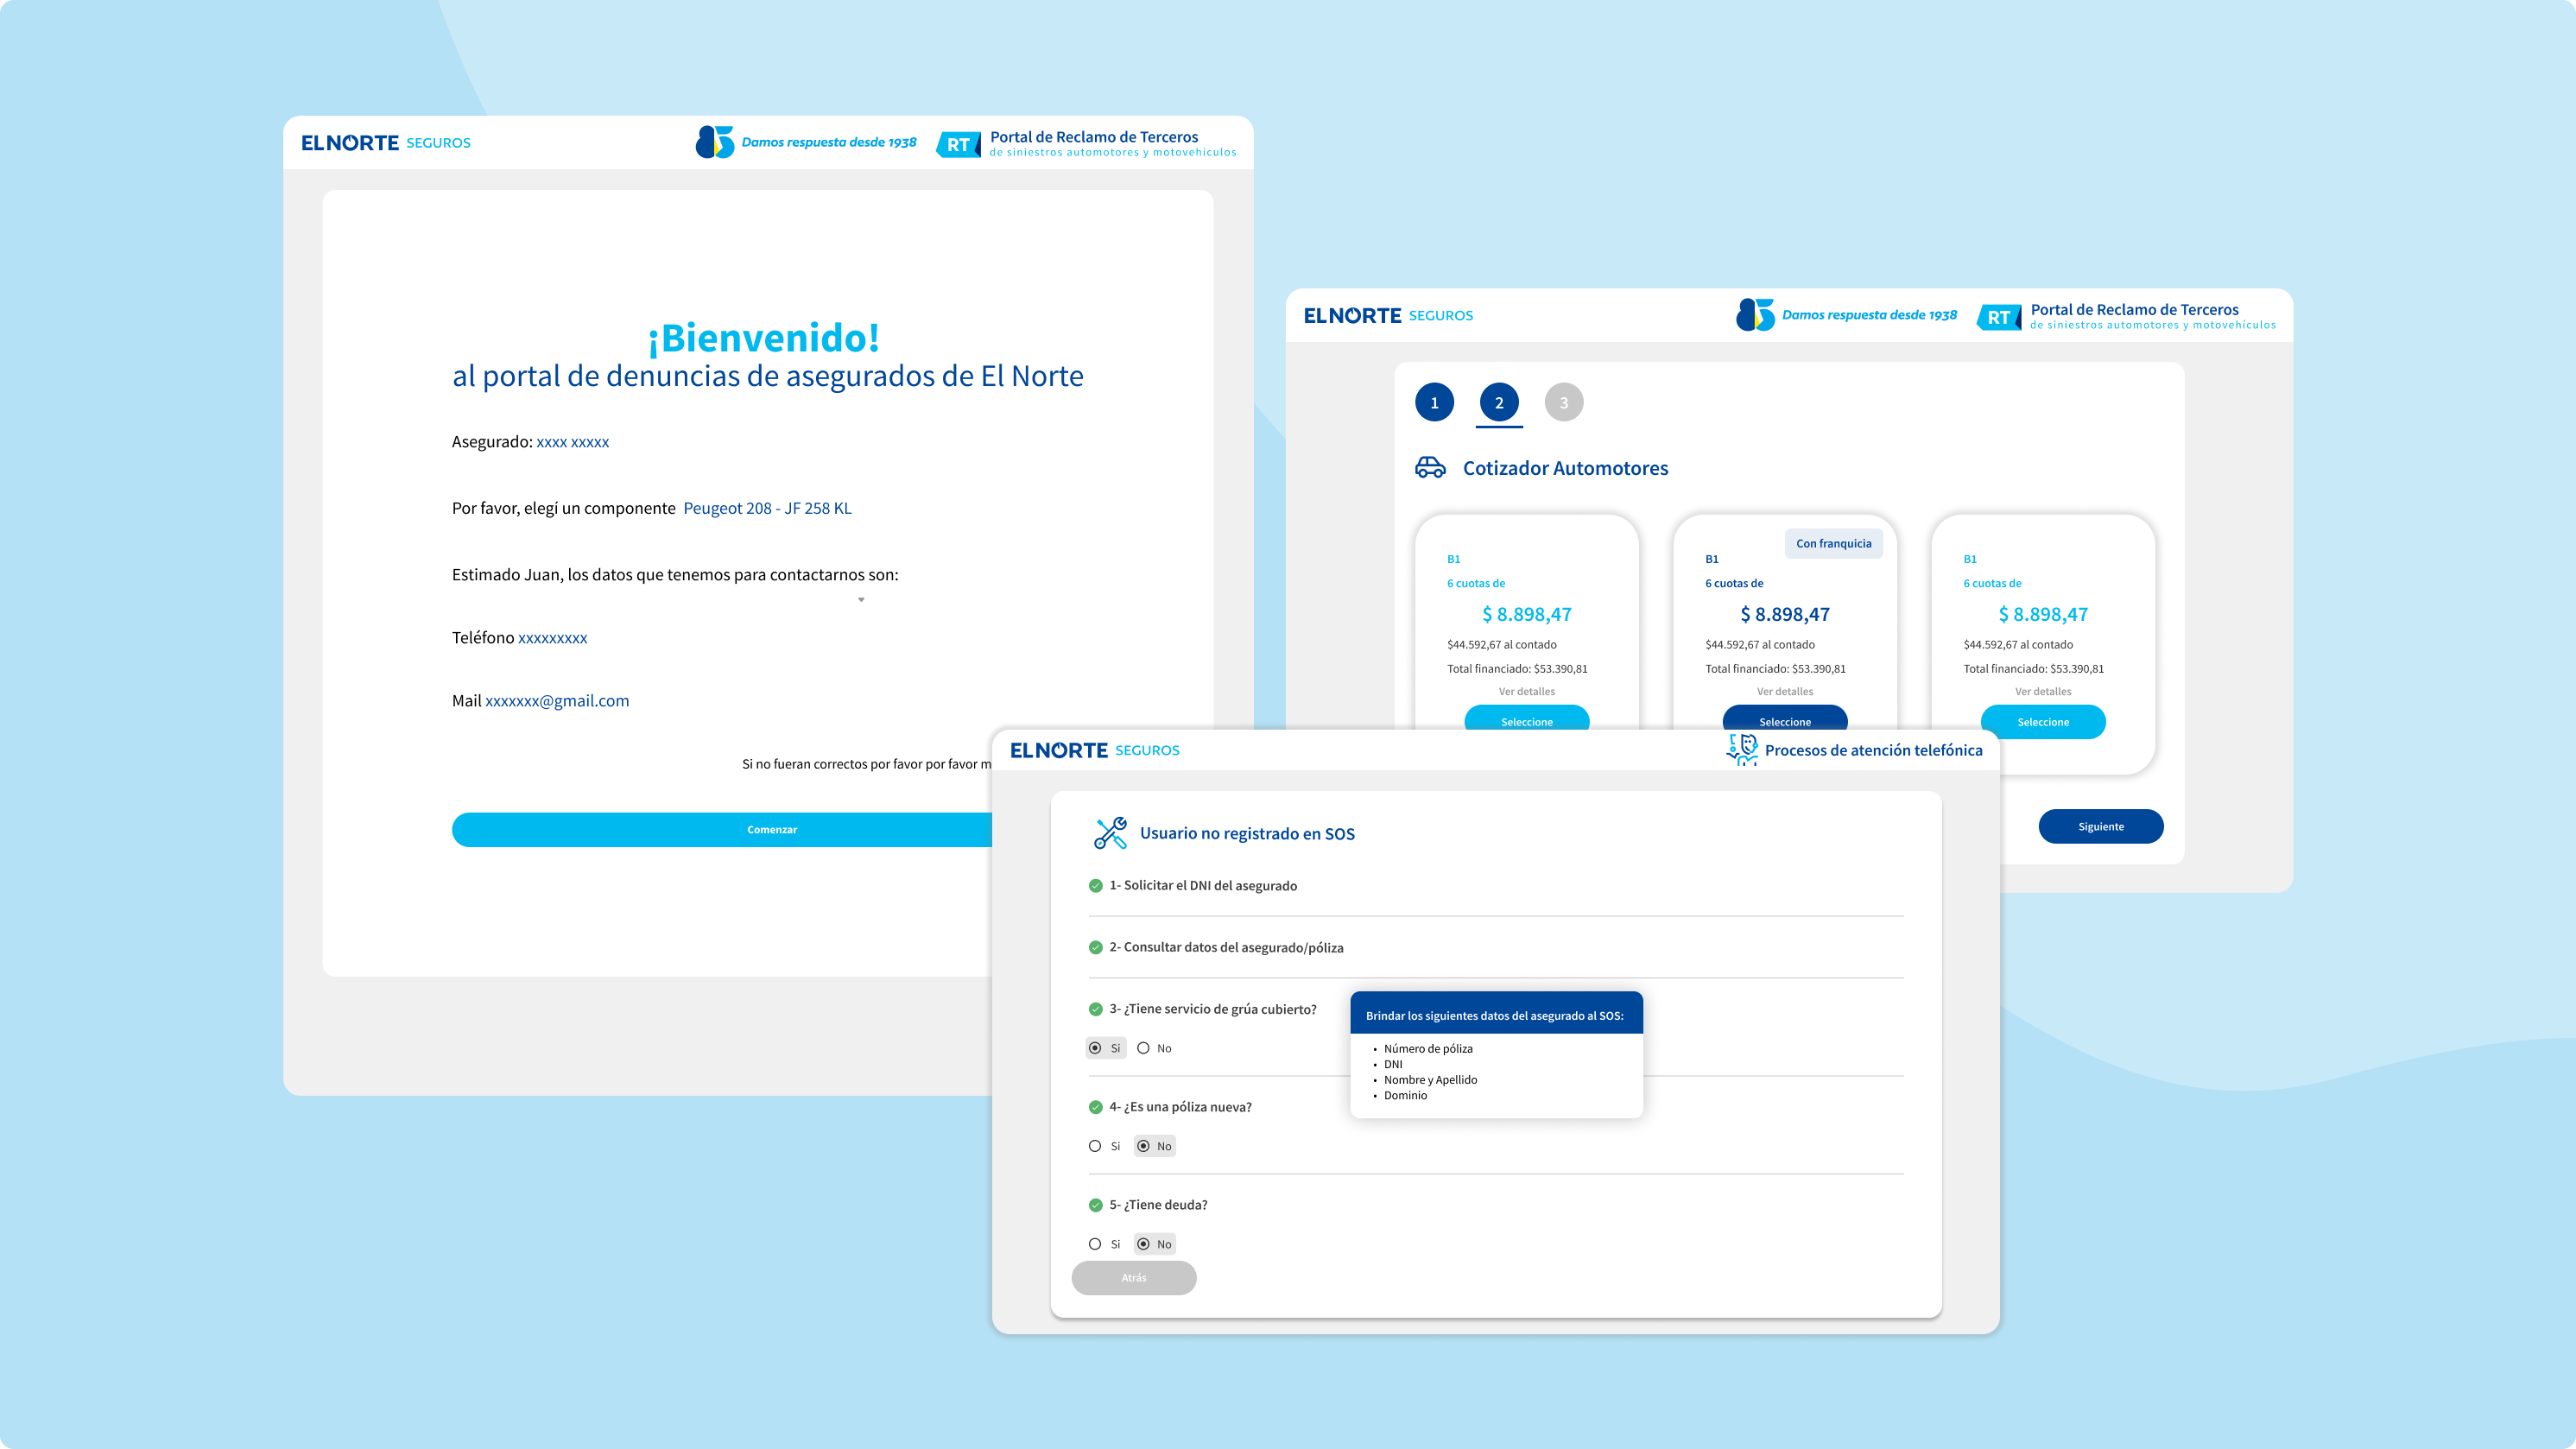 ELNORTE SEGUROS
85 Damos respuesta desde 1938
RT Portal de Reclamo de Terceros
de siniestros automotores y motovehículos
¡Bienvenido!
al portal de denuncias de asegurados de El Norte
Asegurado: xxxx xxxxx
Por favor, elegí un componente Peugeot 208 - JF 258 KL
Estimado Juan, los datos que tenemos para contactarnos son:
Teléfono xxxxxxxxx
Mail xxxxxxx@gmail.com
Si no fueran correctos por favor por favor m
Comenzar
ELNORTE SEGUROS
85 Damos respuesta desde 1938
RT Portal de Reclamo de Terceros
de siniestros automotores y motovehículos
1 2 3
Cotizador Automotores
B1
6 cuotas de
$ 8.898,47
$44.592,67 al contado
Total financiado: $53.390,81
Ver detalles
Seleccione
Con franquicia
B1
6 cuotas de
$ 8.898,47
$44.592,67 al contado
Total financiado: $53.390,81
Ver detalles
Seleccione
B1
6 cuotas de
$ 8.898,47
$44.592,67 al contado
Total financiado: $53.390,81
Ver detalles
Seleccione
Siguiente
ELNORTE SEGUROS
Procesos de atención telefónica
Usuario no registrado en SOS
1- Solicitar el DNI del asegurado
2- Consultar datos del asegurado/póliza
3- ¿Tiene servicio de grúa cubierto?
Si No
4- ¿Es una póliza nueva?
Si No
5- ¿Tiene deuda?
Si No
Atrás
Brindar los siguientes datos del asegurado al SOS:
• Número de póliza
• DNI
• Nombre y Apellido
• Dominio